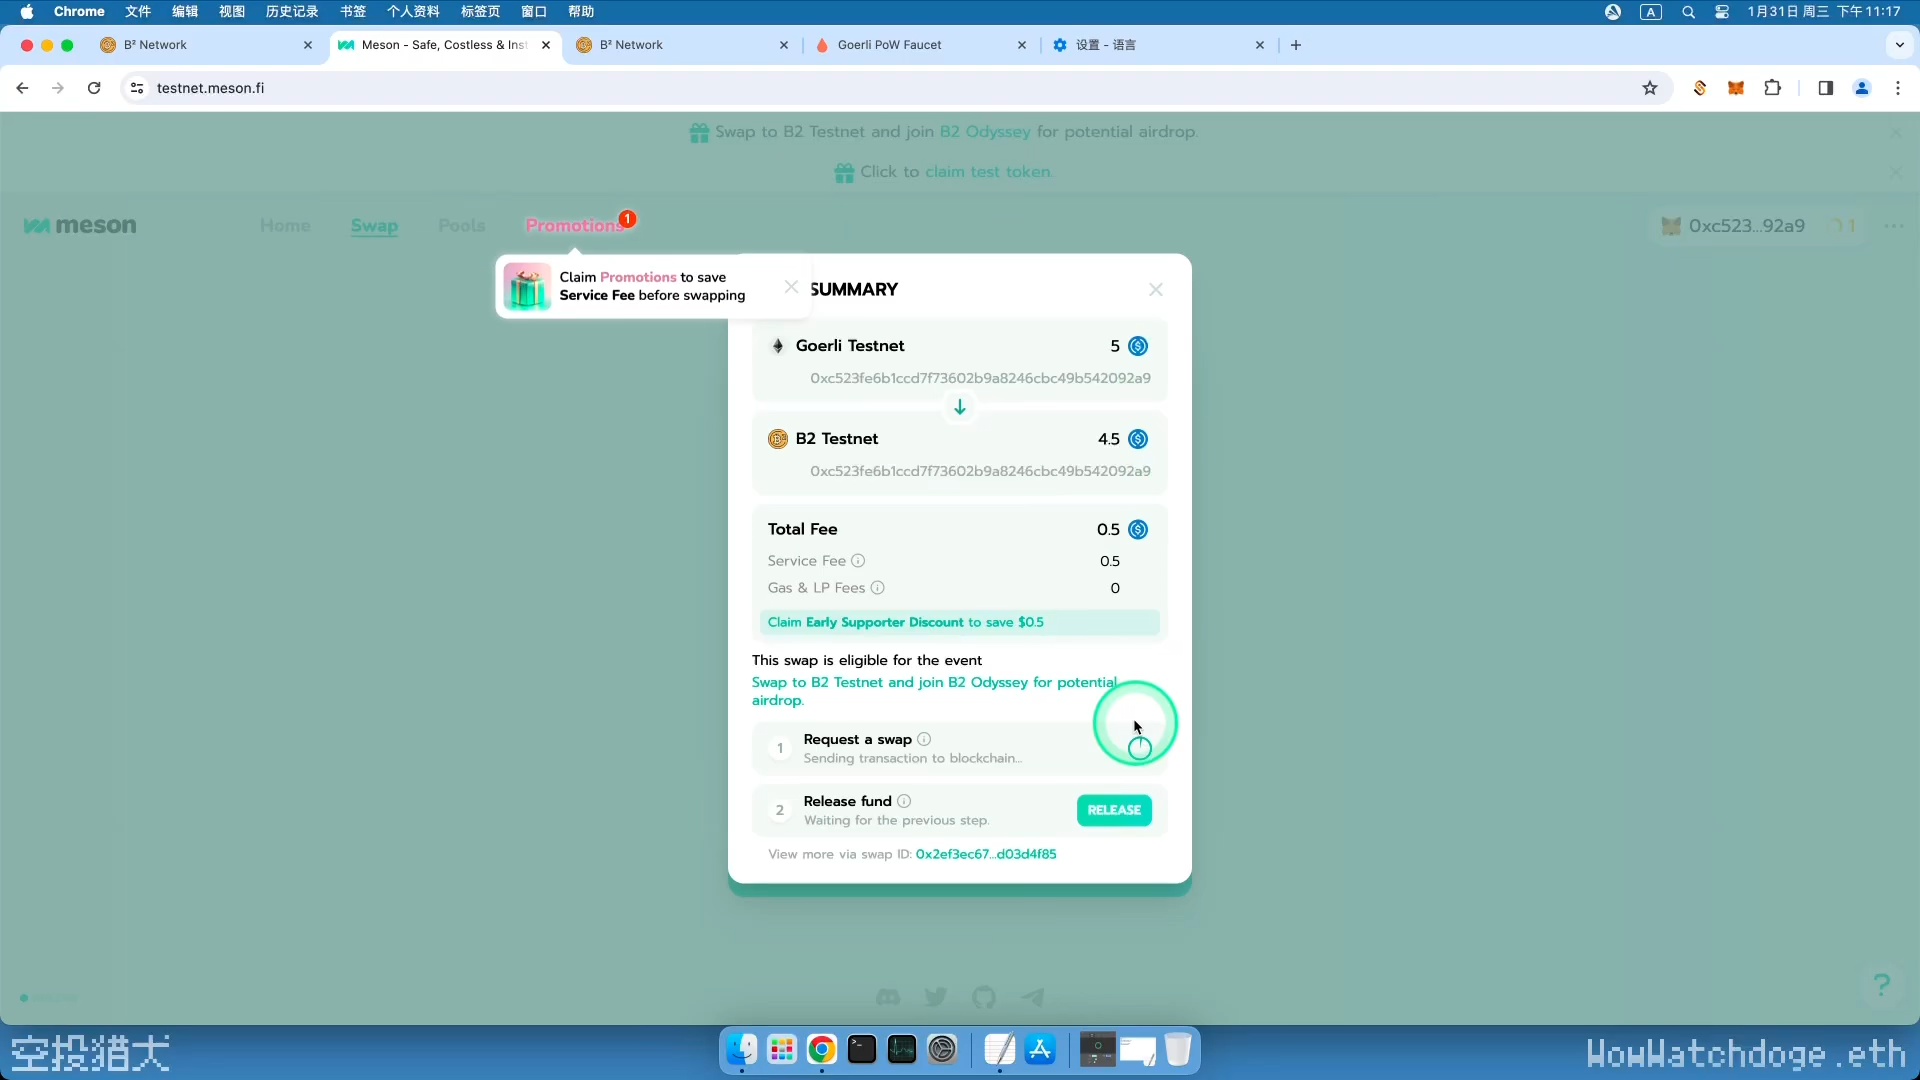 Chrome 文件 编辑 视图 历史记录 书签 个人资料 标签页 窗口 帮助 A 1月31日 周三 下午11:17
B² Network Meson - Safe, Costless & Inst B² Network Goerli PoW Faucet 设置 - 语言
testnet.meson.fi
Swap to B2 Testnet and join B2 Odyssey for potential airdrop.
Click to claim test token.
meson Home Swap Pools Promotions 1 0xc523...92a9 1
Claim Promotions to save
Service Fee before swapping
SUMMARY
Goerli Testnet 5
0xc523fe6b1ccd7f73602b9a8246cbc49b542092a9
B2 Testnet 4.5
0xc523fe6b1ccd7f73602b9a8246cbc49b542092a9
Total Fee 0.5
Service Fee 0.5
Gas & LP Fees 0
Claim Early Supporter Discount to save $0.5
This swap is eligible for the event
Swap to B2 Testnet and join B2 Odyssey for potential
airdrop.
1 Request a swap
Sending transaction to blockchain...
2 Release fund RELEASE
Waiting for the previous step.
View more via swap ID: 0x2ef3ec67...d03d4f85
?
空投猎犬
WowWatchdoge.eth